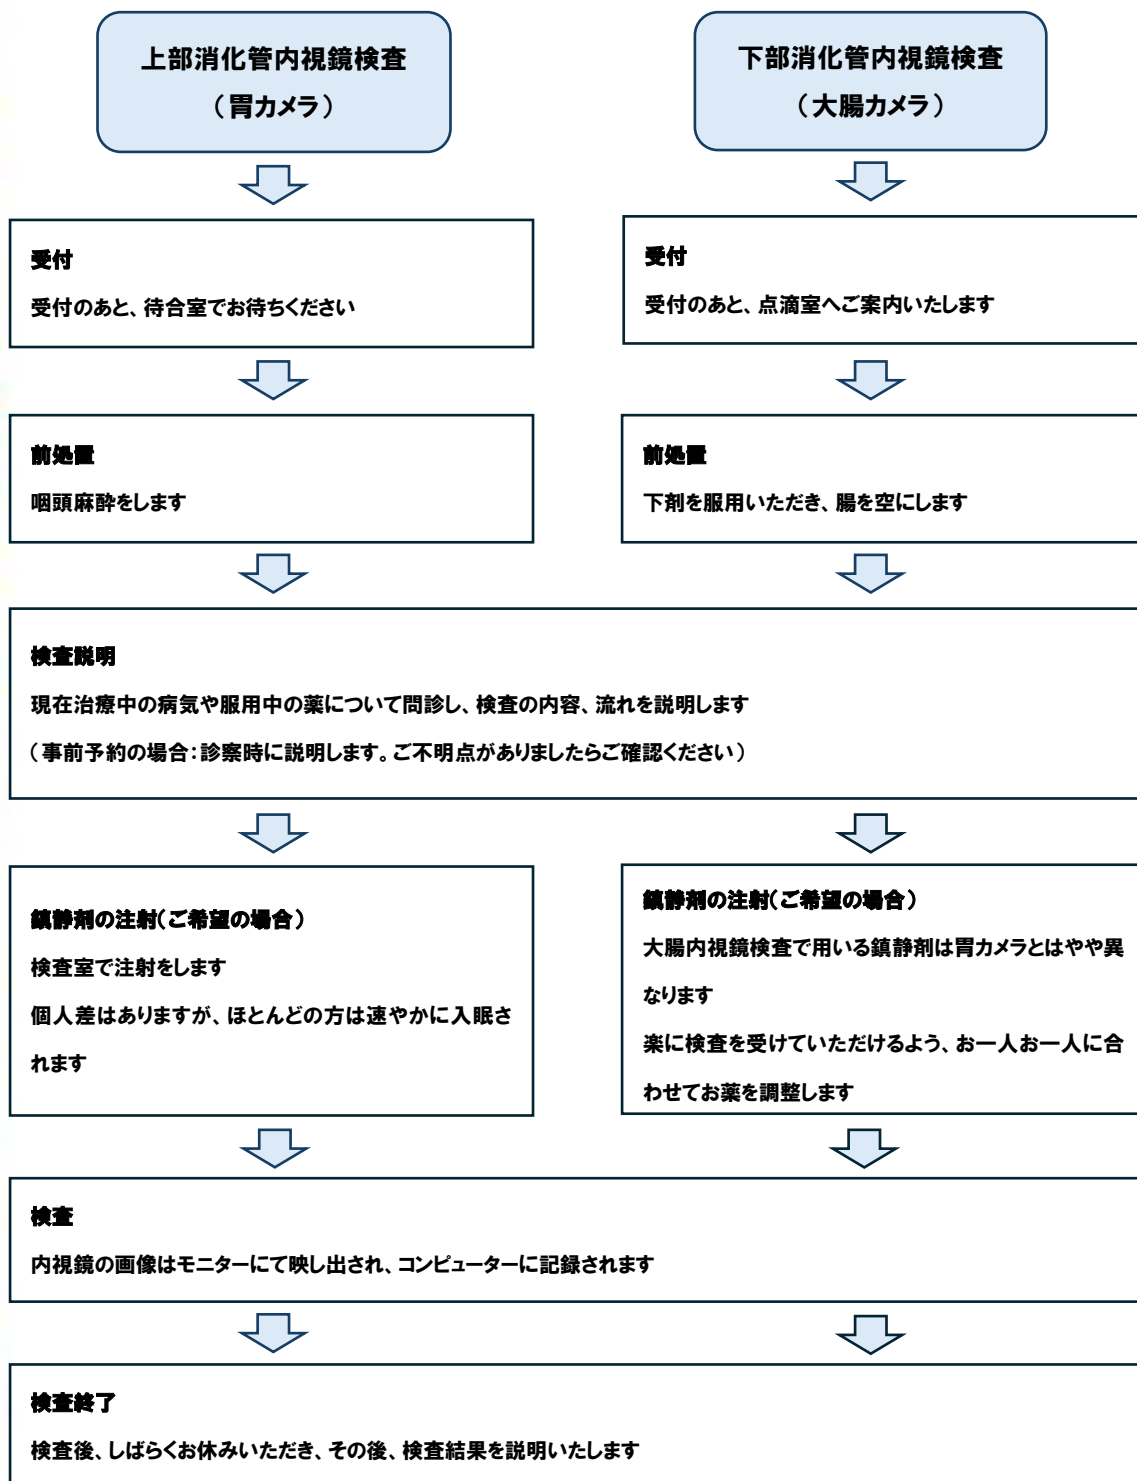 上部消化管内視鏡検査
（胃カメラ）
下部消化管内視鏡検査
（大腸カメラ）
受付
受付のあと、待合室でお待ちください
受付
受付のあと、点滴室へご案内いたします
前処置
咽頭麻酔をします
前処置
下剤を服用いただき、腸を空にします
検査説明
現在治療中の病気や服用中の薬について問診し、検査の内容、流れを説明します
（事前予約の場合：診察時に説明します。ご不明点がありましたらご確認ください）
鎮静剤の注射（ご希望の場合）
検査室で注射をします
個人差はありますが、ほとんどの方は速やかに入眠さ
れます
鎮静剤の注射（ご希望の場合）
大腸内視鏡検査で用いる鎮静剤は胃カメラとはやや異
なります
楽に検査を受けていただけるよう、お一人お一人に合
わせてお薬を調整します
検査
内視鏡の画像はモニターにて映し出され、コンピューターに記録されます
検査終了
検査後、しばらくお休みいただき、その後、検査結果を説明いたします